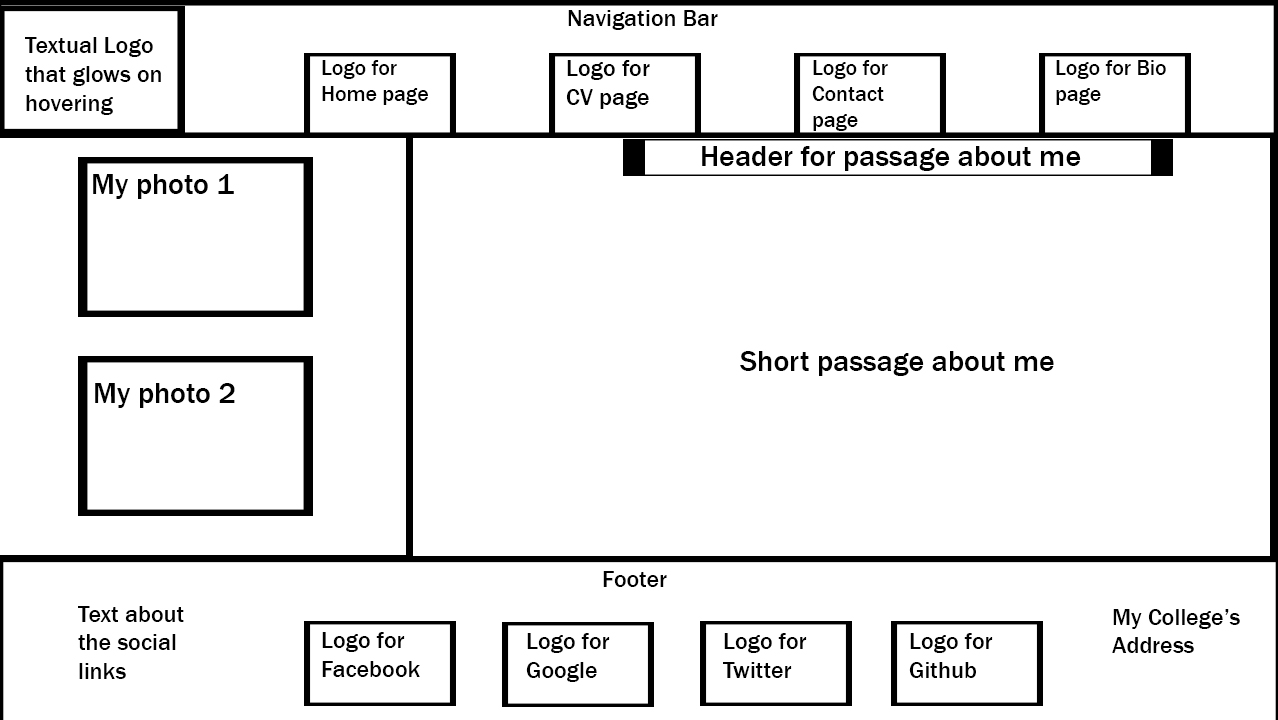 Navigation Bar
Textual Logo
that glows on
hovering
Logo for
Home page
Logo for
CV page
Logo for
Contact
page
Logo for Bio
page
My photo 1
My photo 2
Header for passage about me
Short passage about me
Footer
Text about
the social
links
Logo for
Facebook
Logo for
Google
Logo for
Twitter
Logo for
Github
My College’s
Address